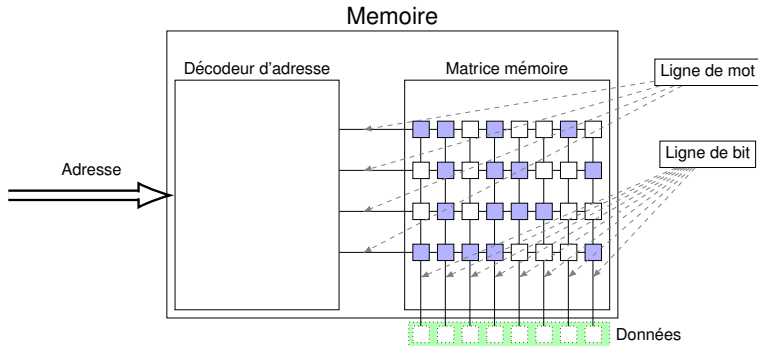 Memoire
Décodeur d'adresse
Matrice mémoire
Ligne de mot
Ligne de bit
Adresse
Données